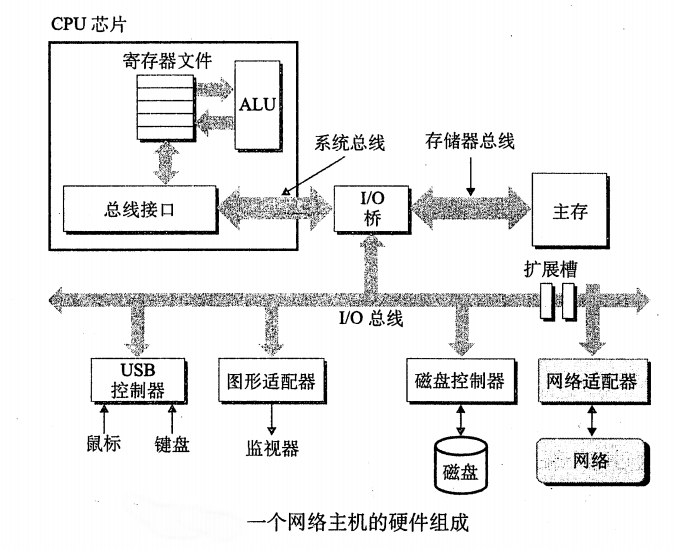 CPU 芯片
寄存器文件
ALU
系统总线
存储器总线
总线接口
I/O
桥
主存
扩展槽
I/O 总线
USB
控制器
图形适配器
磁盘控制器
网络适配器
鼠标
键盘
监视器
磁盘
网络
一个网络主机的硬件组成